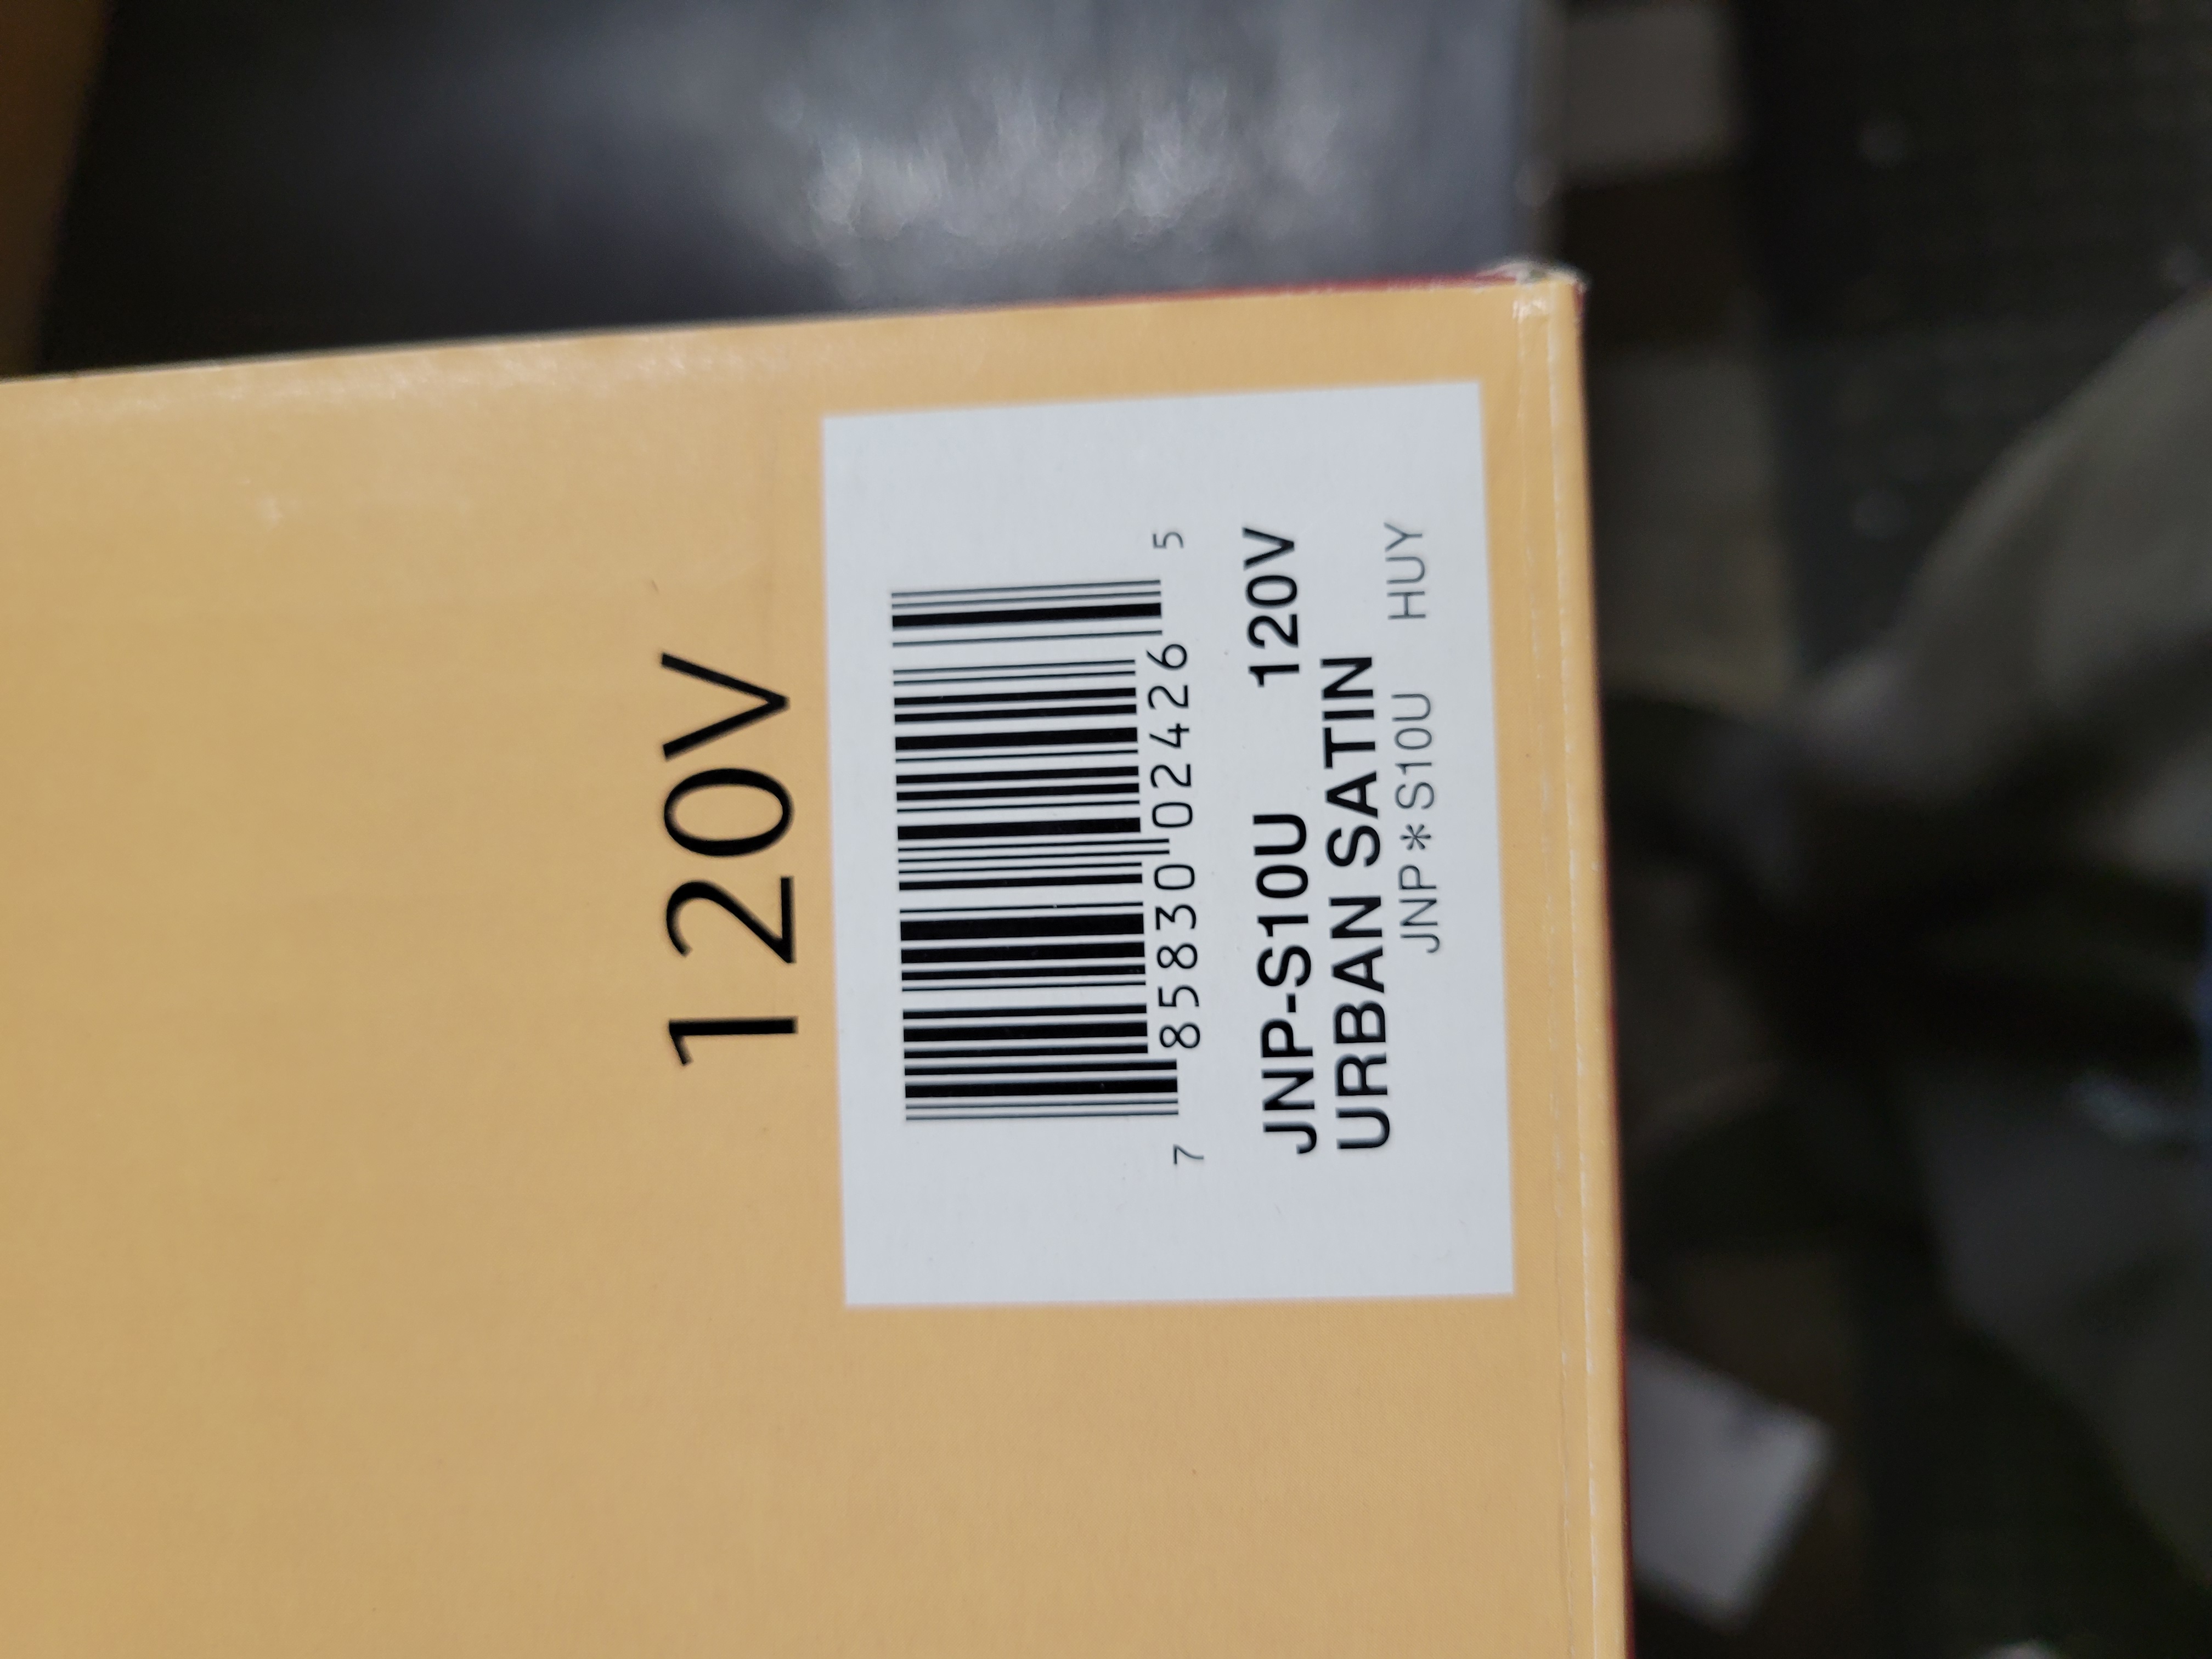 120V
7 85830 02426 5
JNP-S10U 120V
URBAN SATIN
JNP*S10U HUY